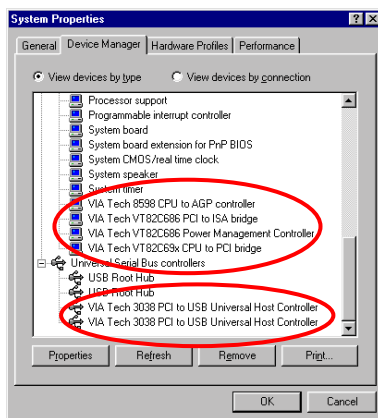 System Properties
General Device Manager Hardware Profiles Performance
View devices by type View devices by connection
Processor support
Programmable interrupt controller
System board
System board extension for PnP BIOS
System CMOS/real time clock
System speaker
System timer
VIA Tech 8598 CPU to AGP controller
VIA Tech VT82C686 PCI to ISA bridge
VIA Tech VT82C686 Power Management Controller
VIA Tech VT82C69x CPU to PCI bridge
Universal Serial Bus controllers
USB Root Hub
USB Root Hub
VIA Tech 3038 PCI to USB Universal Host Controller
VIA Tech 3038 PCI to USB Universal Host Controller
Properties Refresh Remove Print...
OK Cancel